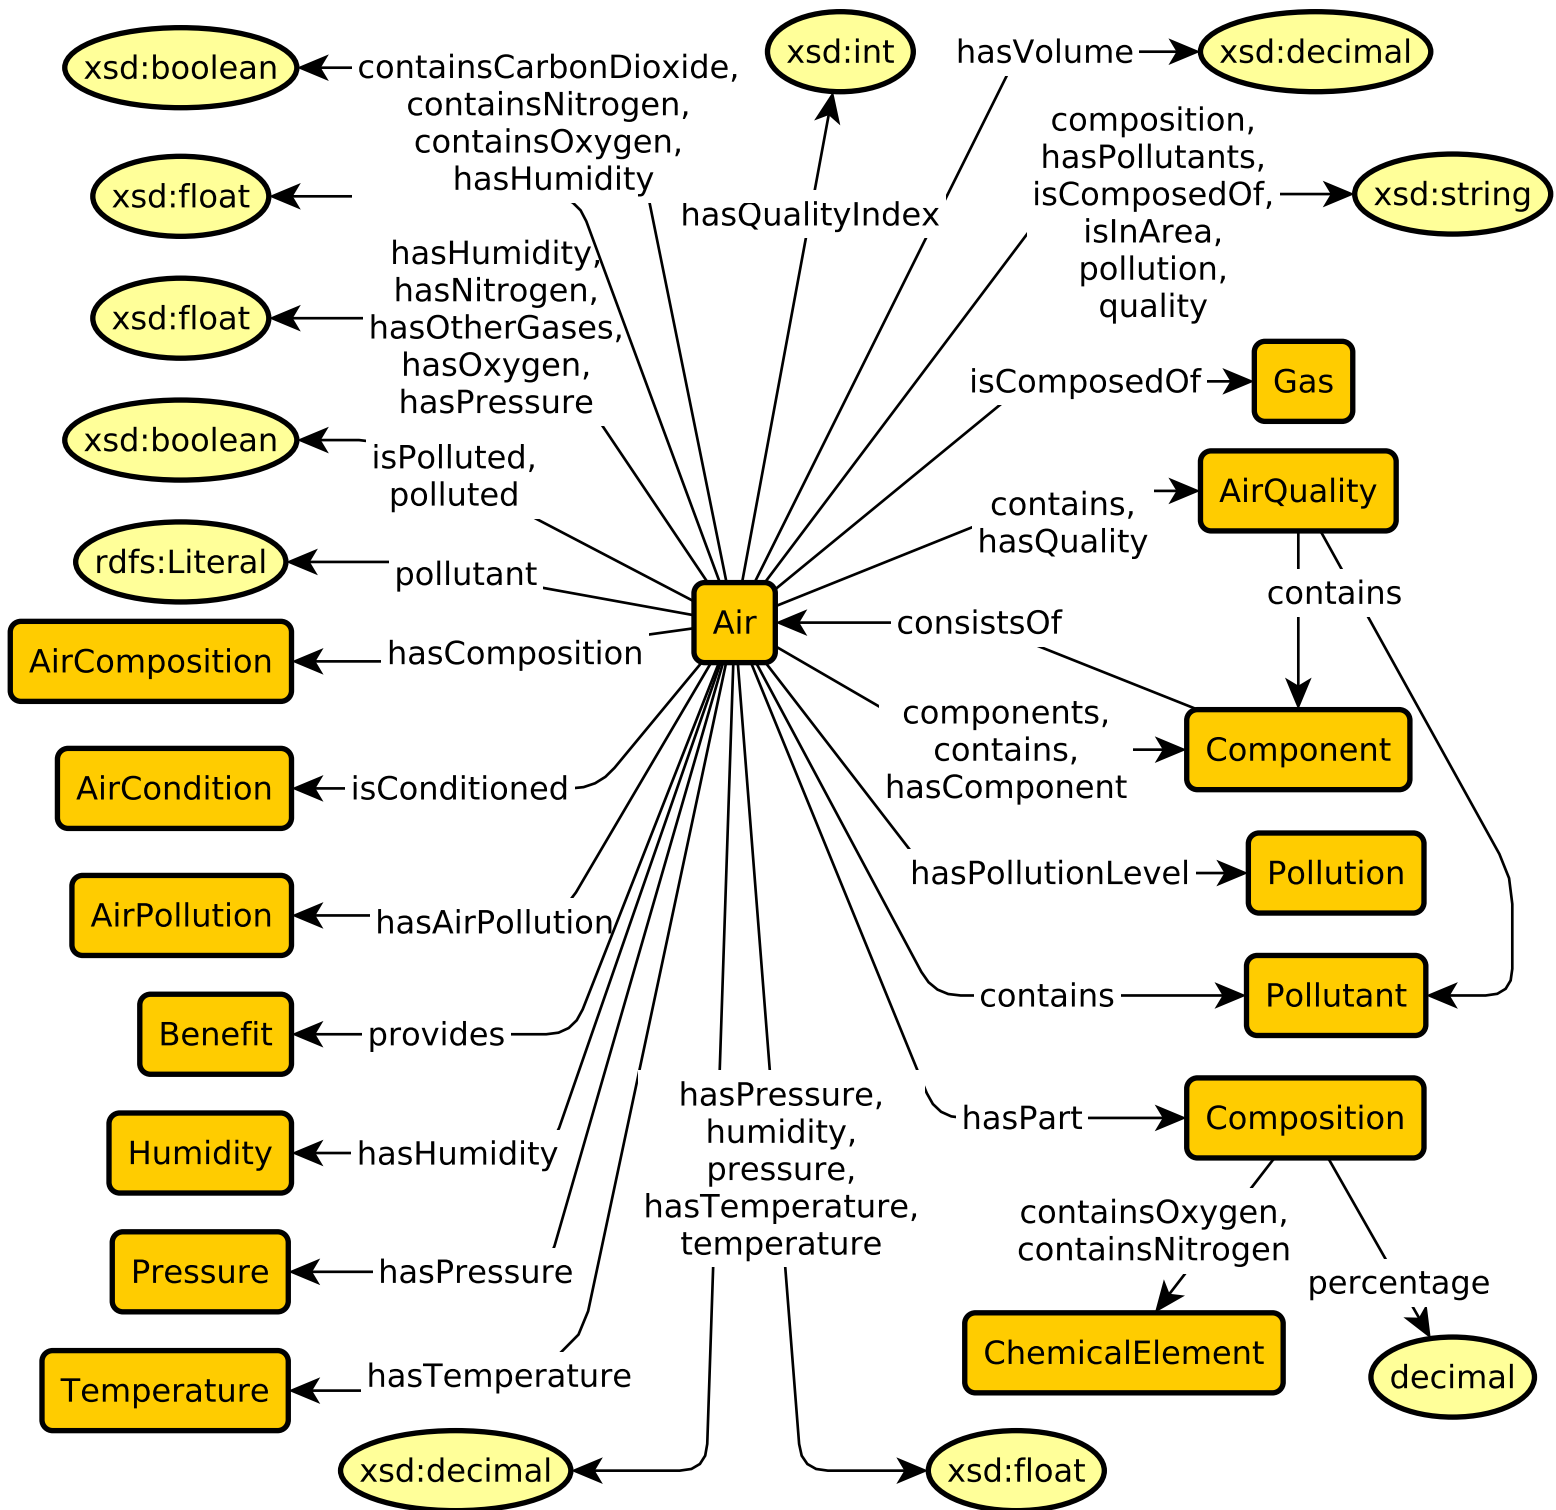 xsd:boolean
containsCarbonDioxide,
containsNitrogen,
containsOxygen,
hasHumidity
xsd:int
hasVolume
xsd:decimal
xsd:float
hasQualityIndex
composition,
hasPollutants,
isComposedOf,
isInArea,
pollution,
quality
xsd:string
xsd:float
hasHumidity,
hasNitrogen,
hasOtherGases,
hasOxygen,
hasPressure
isComposedOf
Gas
xsd:boolean
isPolluted,
polluted
contains,
hasQuality
AirQuality
rdfs:Literal
pollutant
contains
Air
consistsOf
AirComposition
hasComposition
components,
contains,
hasComponent
Component
AirCondition
isConditioned
hasPollutionLevel
Pollution
AirPollution
hasAirPollution
contains
Pollutant
Benefit
provides
hasPressure,
humidity,
pressure,
hasTemperature,
temperature
hasPart
Composition
Humidity
hasHumidity
containsOxygen,
containsNitrogen
Pressure
hasPressure
percentage
ChemicalElement
decimal
Temperature
hasTemperature
xsd:decimal
xsd:float